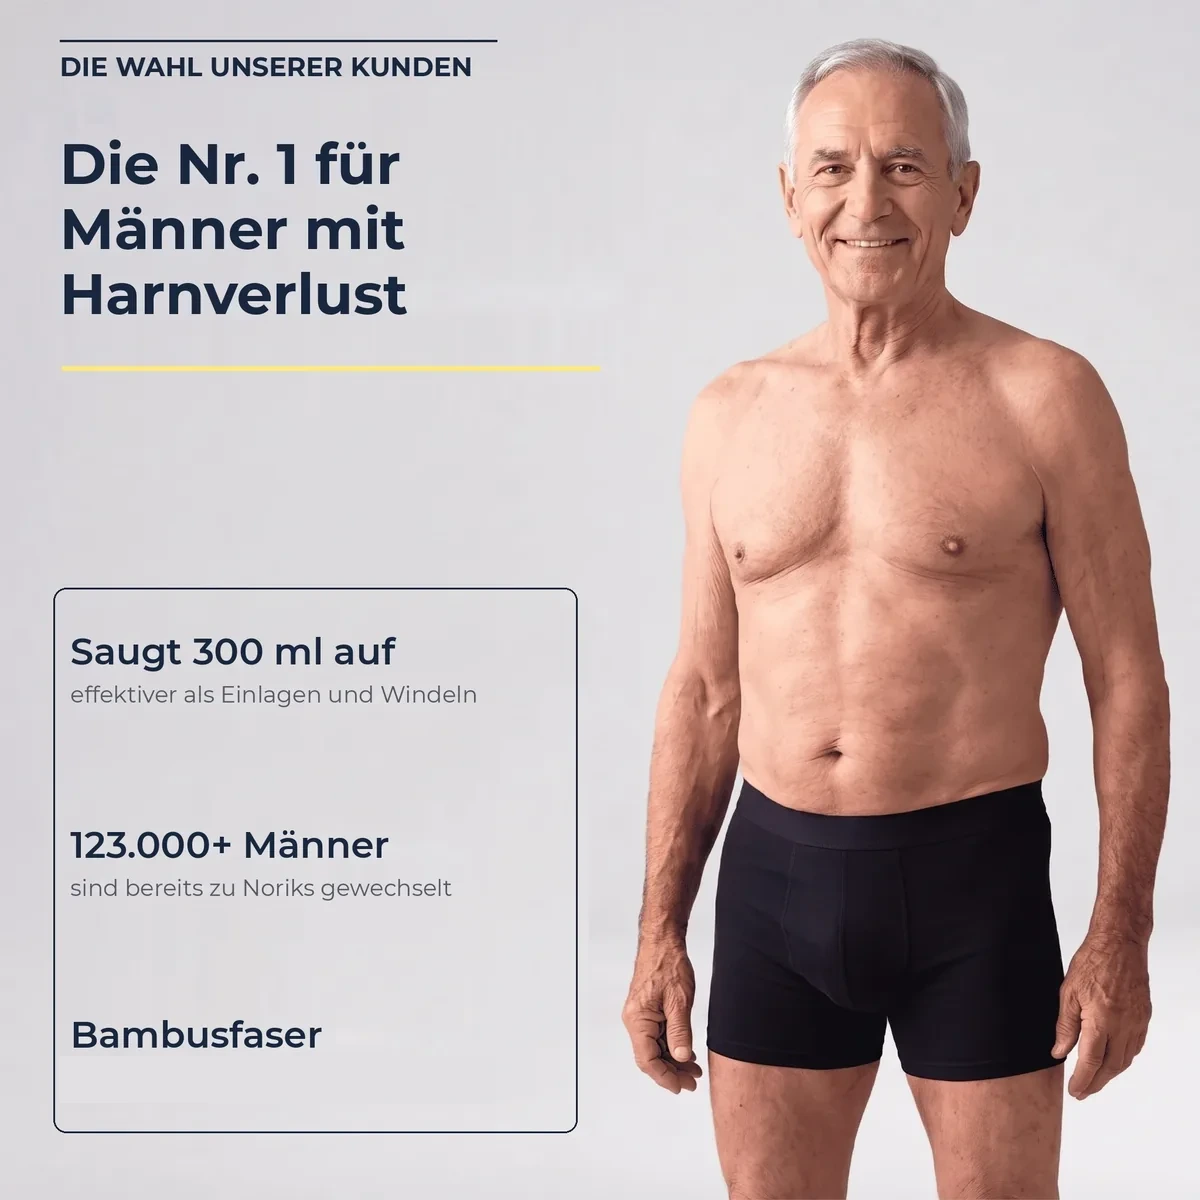 DIE WAHL UNSERER KUNDEN
Die Nr. 1 für
Männer mit
Harnverlust
Saugt 300 ml auf
effektiver als Einlagen und Windeln
123.000+ Männer
sind bereits zu Noriks gewechselt
Bambusfaser